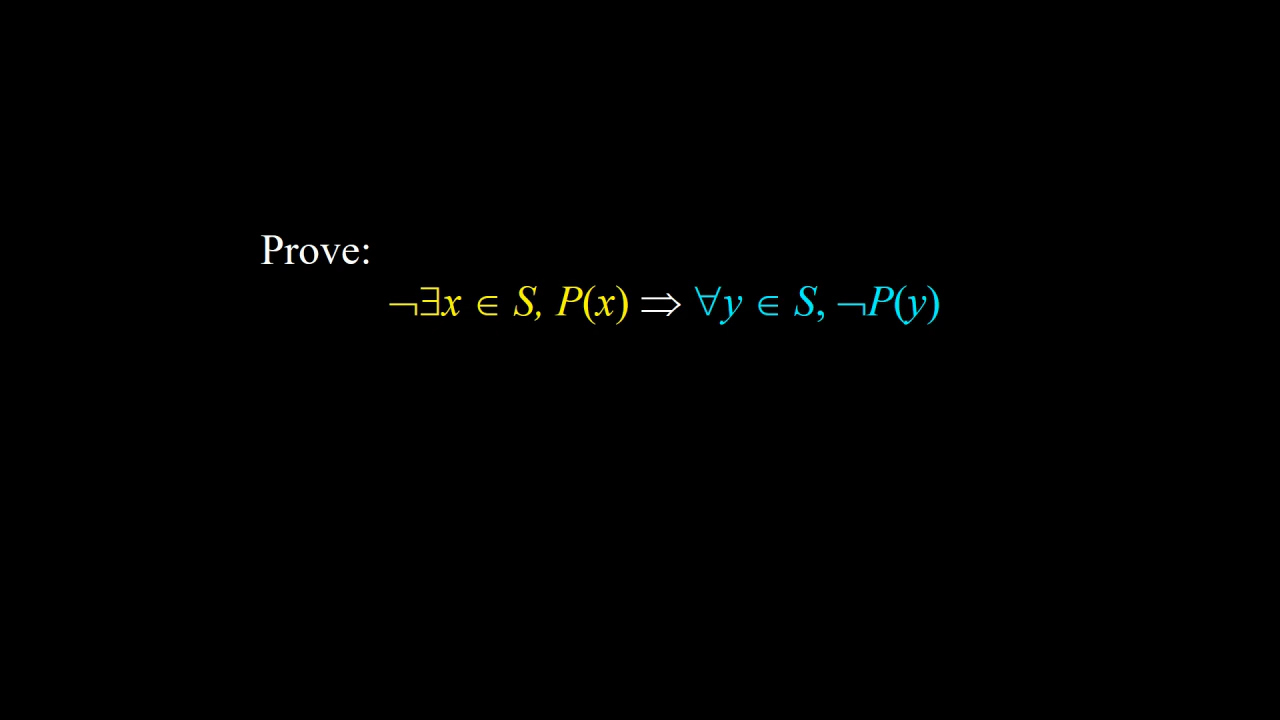 Prove:
¬∃x ∈ S, P(x) ⇒ ∀y ∈ S, ¬P(y)